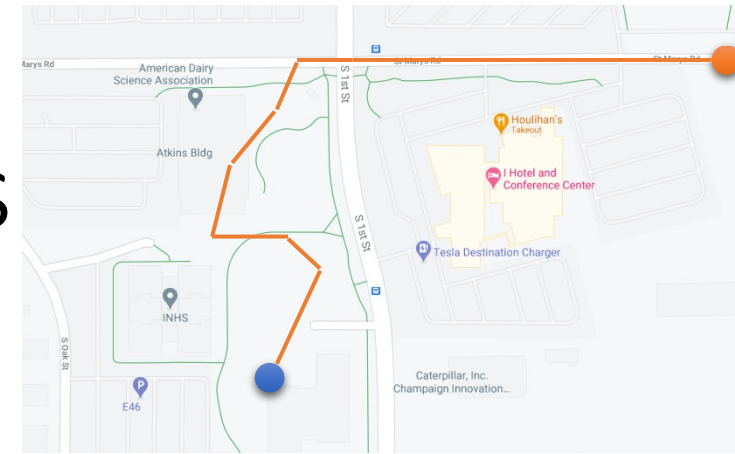 Marys Rd
St Marys Rd
St Marys Rd
American Dairy
Science Association
S 1st St
Houlihan's
Takeout
Atkins Bldg
I Hotel and
Conference Center
S 1st St
Tesla Destination Charger
INHS
S Oak St
Caterpillar, Inc.
Champaign Innovation...
P
E46